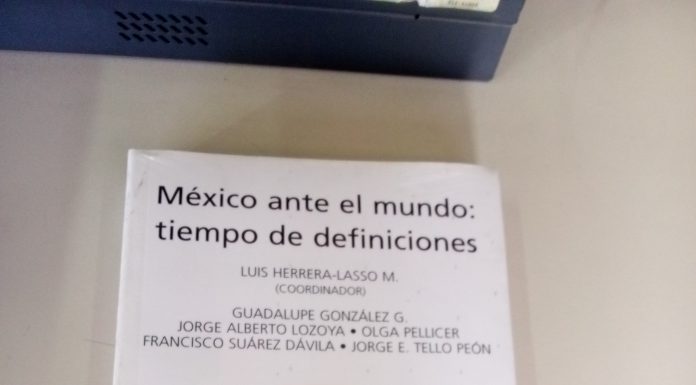 México ante el mundo:
tiempo de definiciones
LUIS HERRERA-LASSO M.
(COORDINADOR)
GUADALUPE GONZÁLEZ G.
JORGE ALBERTO LOZOYA • OLGA PELLICER
FRANCISCO SUÁREZ DÁVILA • JORGE E. TELLO PEÓN